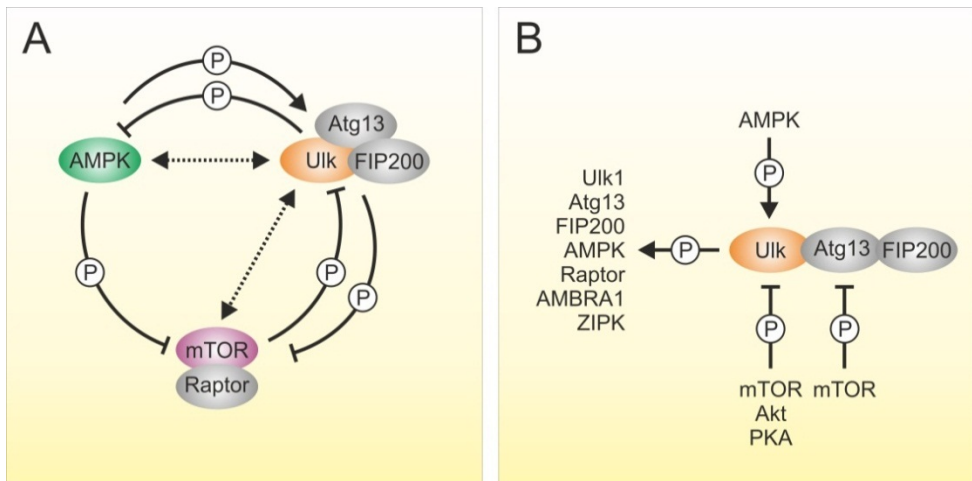 A
P
P
Atg13
AMPK
Ulk
FIP200
P
P
P
mTOR
Raptor
B
AMPK
P
Ulk1
Atg13
FIP200
AMPK
Raptor
AMBRA1
ZIPK
P
Ulk
Atg13
FIP200
P
P
mTOR
Akt
PKA
mTOR